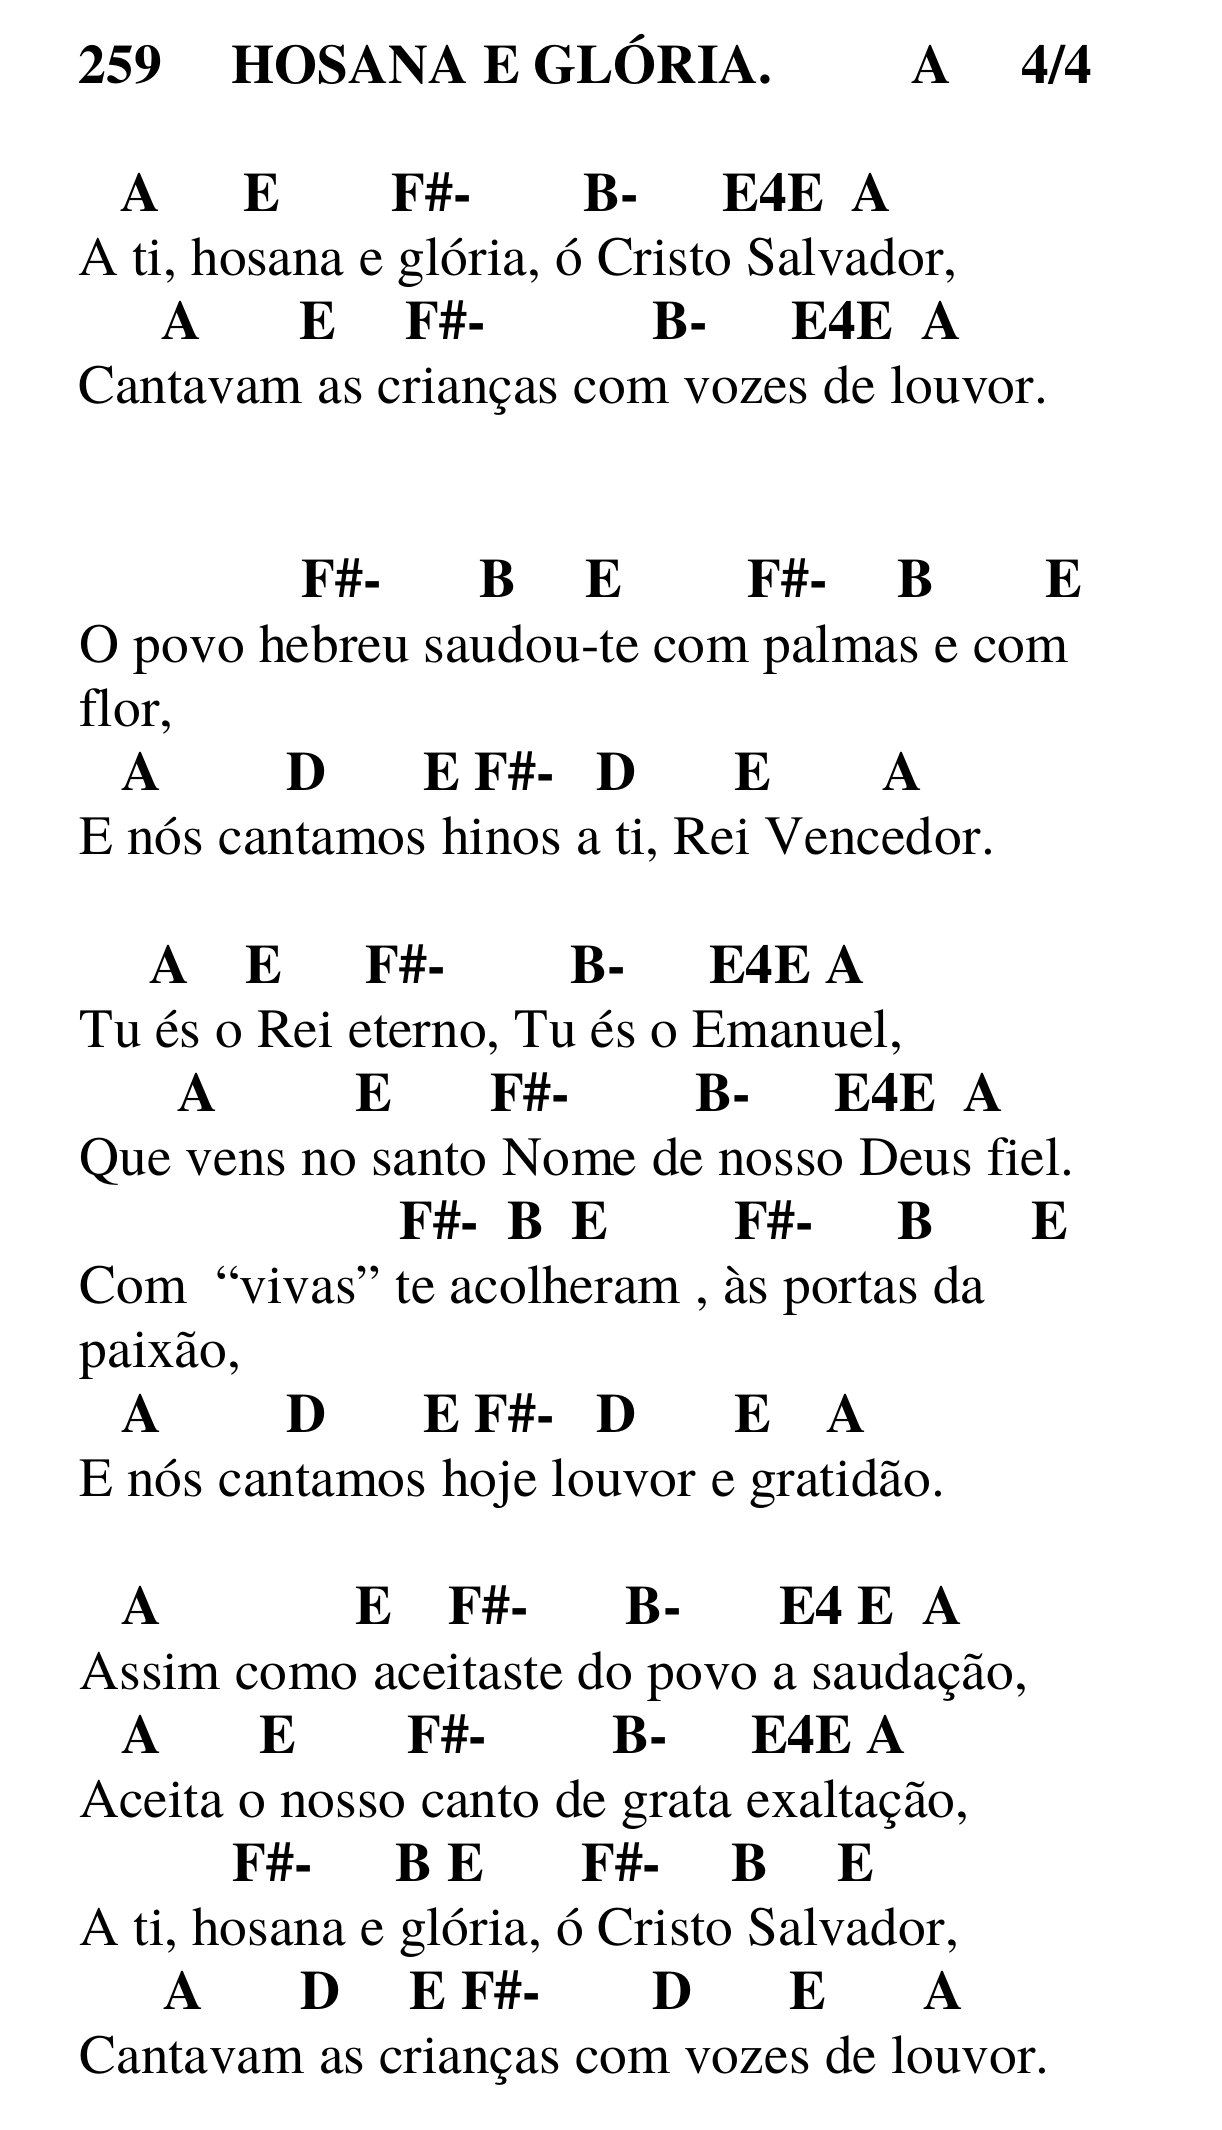 259 HOSANA E GLÓRIA. A 4/4
A E F#- B- E4E A
A ti, hosana e glória, ó Cristo Salvador,
A E F#- B- E4E A
Cantavam as crianças com vozes de louvor.
F#- B E F#- B E
O povo hebreu saudou-te com palmas e com
flor,
A D E F#- D E A
E nós cantamos hinos a ti, Rei Vencedor.
A E F#- B- E4E A
Tu és o Rei eterno, Tu és o Emanuel,
A E F#- B- E4E A
Que vens no santo Nome de nosso Deus fiel.
F#- B E F#- B E
Com “vivas” te acolheram , às portas da
paixão,
A D E F#- D E A
E nós cantamos hoje louvor e gratidão.
A E F#- B- E4 E A
Assim como aceitaste do povo a saudação,
A E F#- B- E4E A
Aceita o nosso canto de grata exaltação,
F#- B E F#- B E
A ti, hosana e glória, ó Cristo Salvador,
A D E F#- D E A
Cantavam as crianças com vozes de louvor.